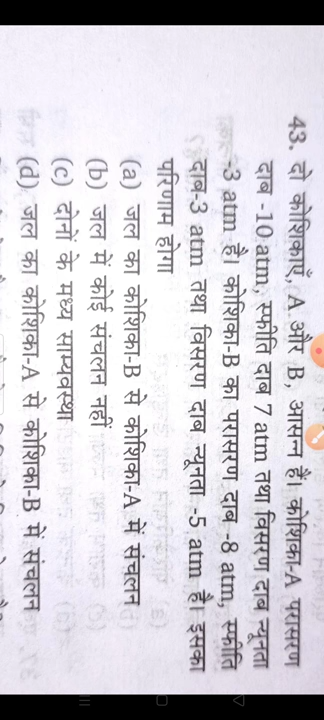 43. दो कोशिकाएँ, A और B, आसन्न हैं। कोशिका-A परासरण
दाब -10 atm, स्फीति दाब 7 atm तथा विसरण दाब न्यूनता
-3 atm है। कोशिका-B का परासरण दाब -8 atm, स्फीति
दाब-3 atm तथा विसरण दाब न्यूनता -5 atm है। इसका
परिणाम होगा
(a) जल का कोशिका-B से कोशिका-A में संचलन
(b) जल में कोई संचलन नहीं
(c) दोनों के मध्य साम्यवस्था
(d) जल का कोशिका-A से कोशिका-B में संचलन